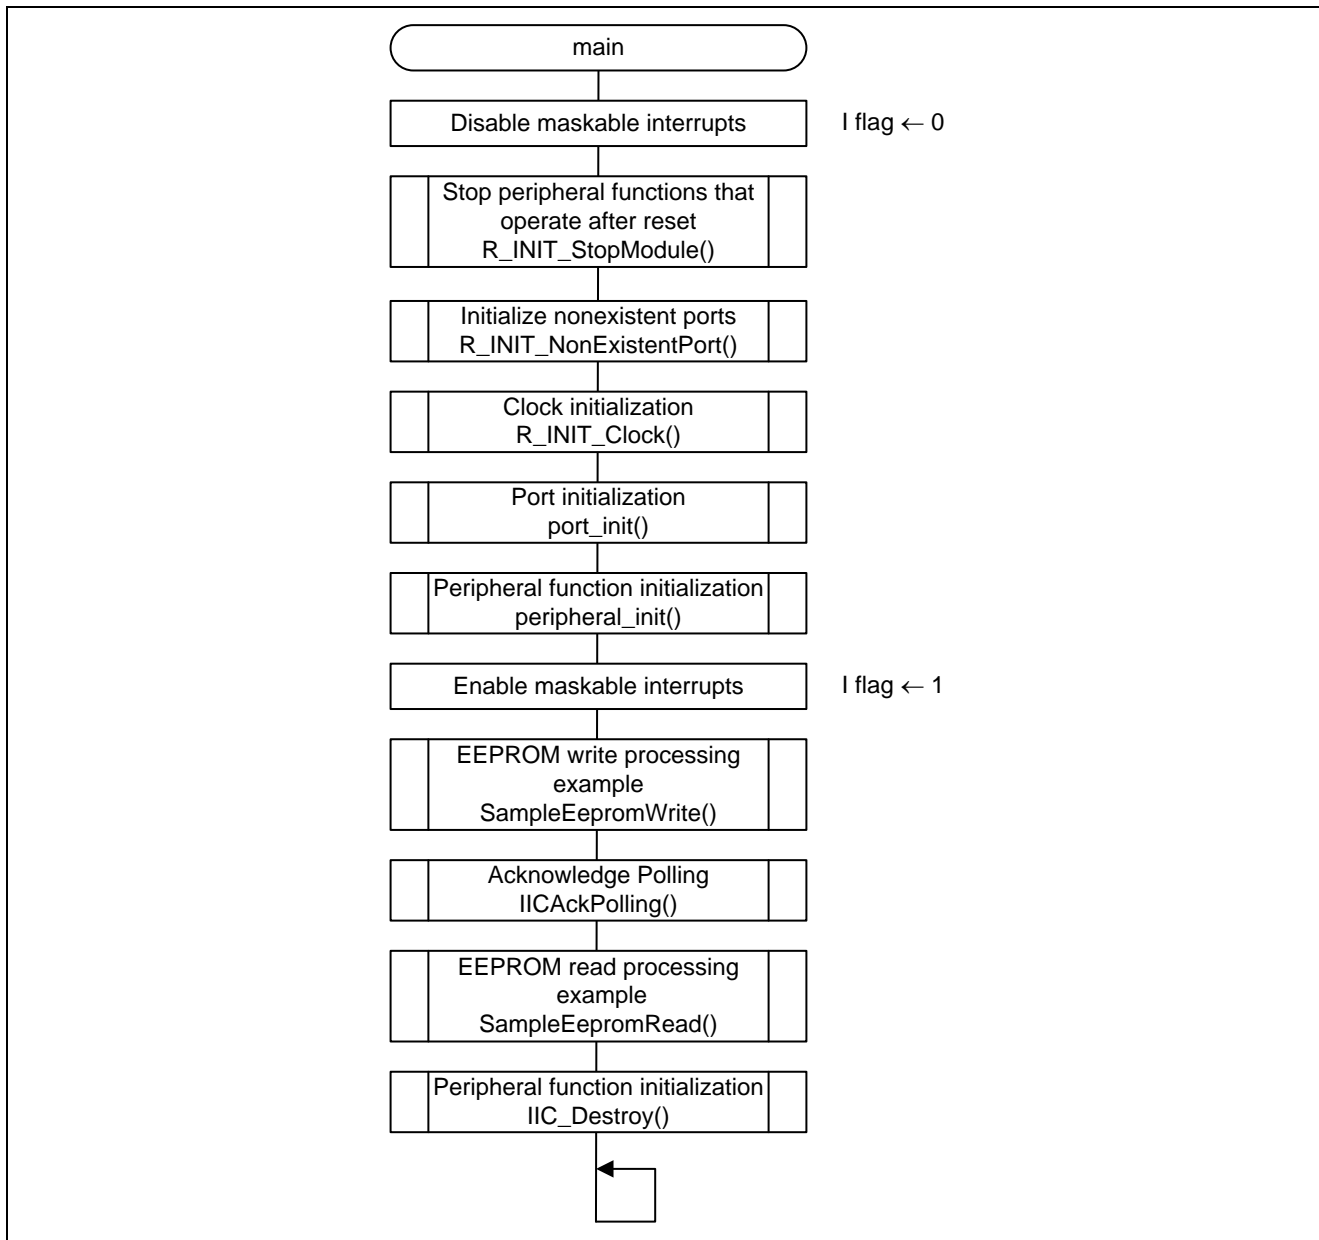 main
Disable maskable interrupts
I flag ← 0
Stop peripheral functions that
operate after reset
R_INIT_StopModule()
Initialize nonexistent ports
R_INIT_NonExistentPort()
Clock initialization
R_INIT_Clock()
Port initialization
port_init()
Peripheral function initialization
peripheral_init()
Enable maskable interrupts
I flag ← 1
EEPROM write processing
example
SampleEepromWrite()
Acknowledge Polling
IICAckPolling()
EEPROM read processing
example
SampleEepromRead()
Peripheral function initialization
IIC_Destroy()